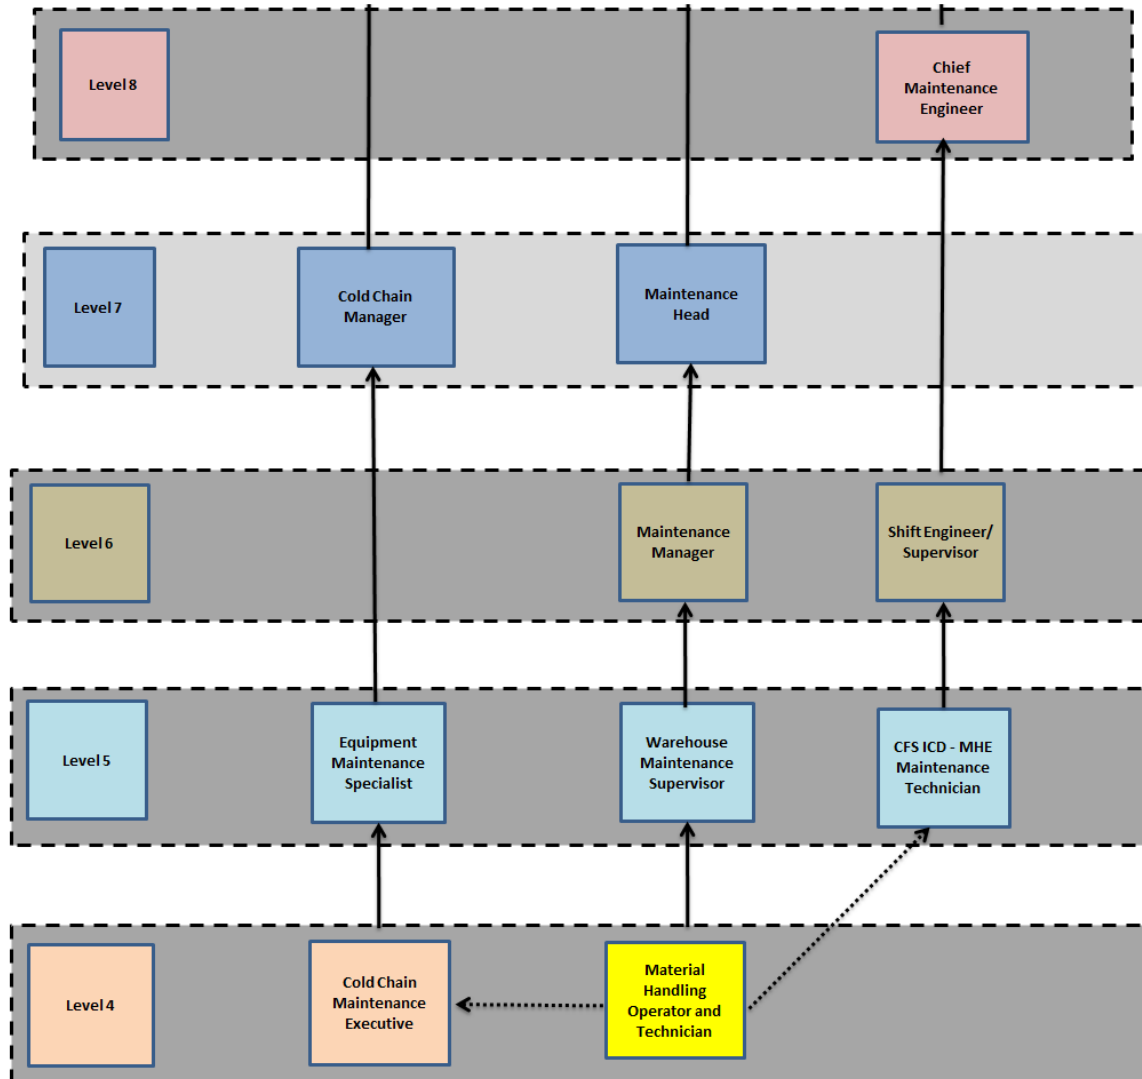 Level 8
Chief
Maintenance
Engineer
Level 7
Cold Chain
Manager
Maintenance
Head
Level 6
Maintenance
Manager
Shift Engineer/
Supervisor
Level 5
Equipment
Maintenance
Specialist
Warehouse
Maintenance
Supervisor
CFS ICD - MHE
Maintenance
Technician
Level 4
Cold Chain
Maintenance
Executive
Material
Handling
Operator and
Technician